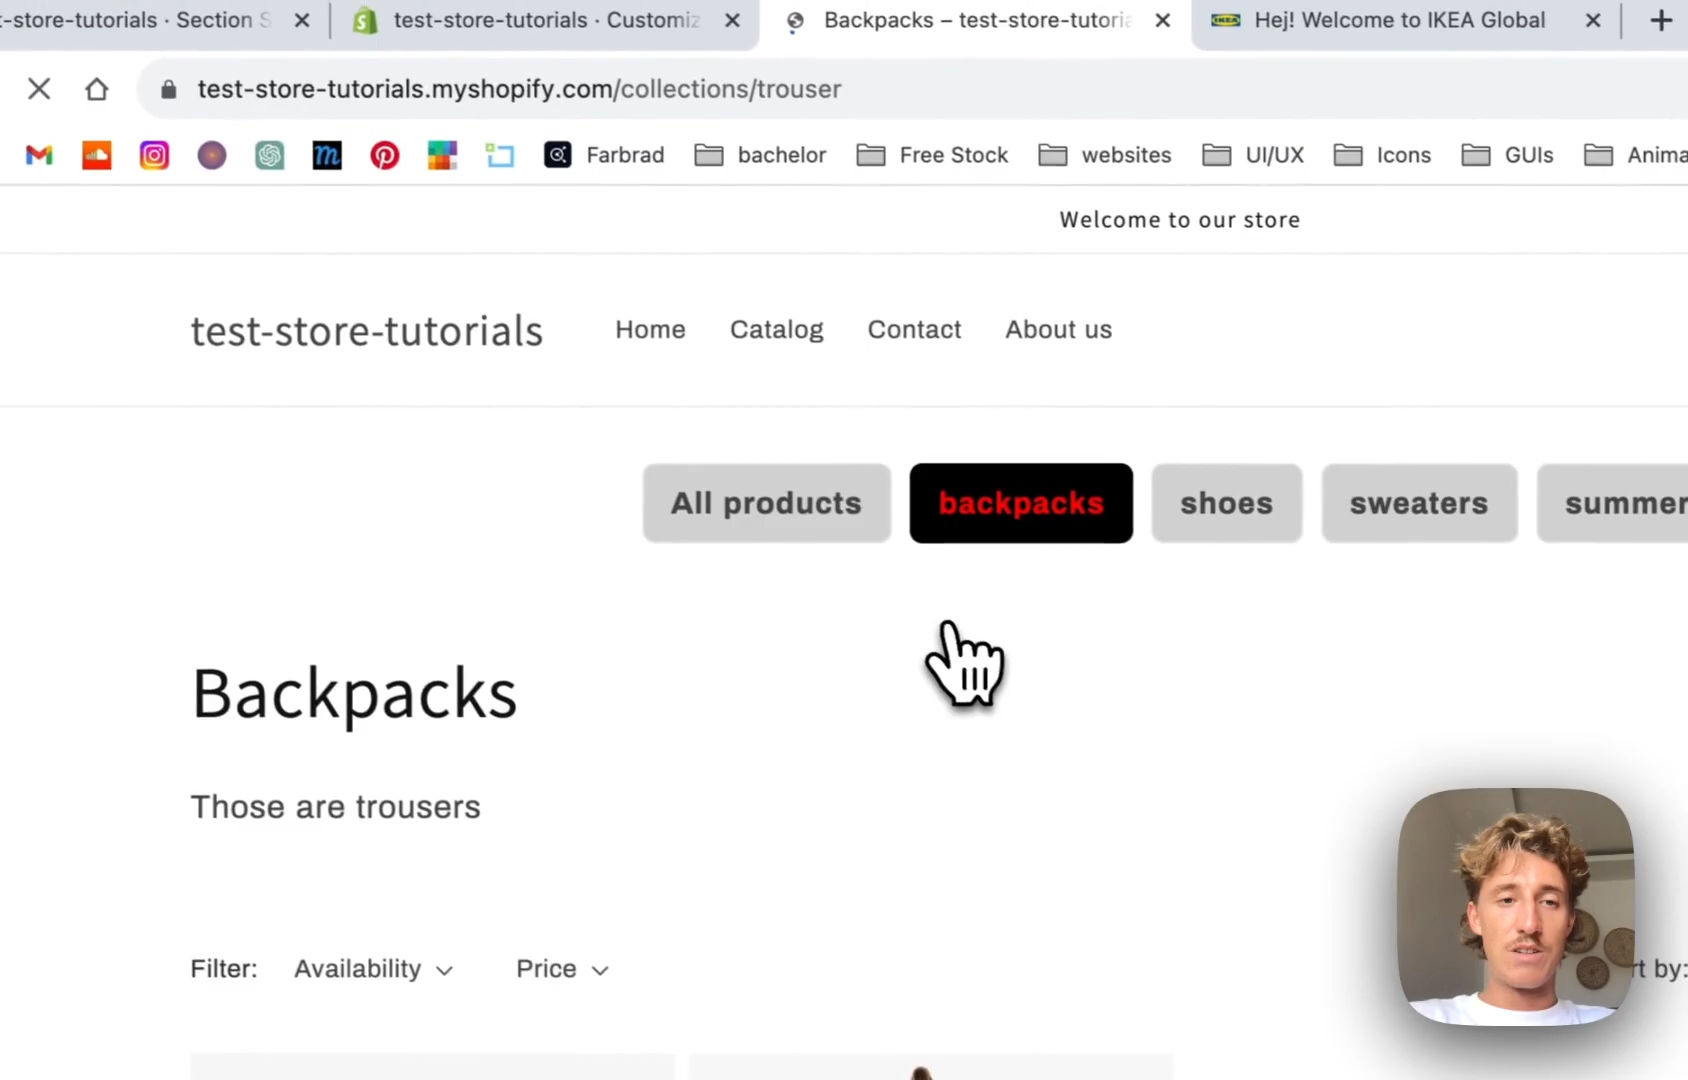 -store-tutorials · Section S
test-store-tutorials · Customiz
Backpacks – test-store-tutoria
IKEA
Hej! Welcome to IKEA Global
test-store-tutorials.myshopify.com/collections/trouser
Farbrad
bachelor
Free Stock
websites
UI/UX
Icons
GUIs
Anima
Welcome to our store
test-store-tutorials
Home
Catalog
Contact
About us
All products
backpacks
shoes
sweaters
summer
Backpacks
Those are trousers
Filter:
Availability
Price
rt by: